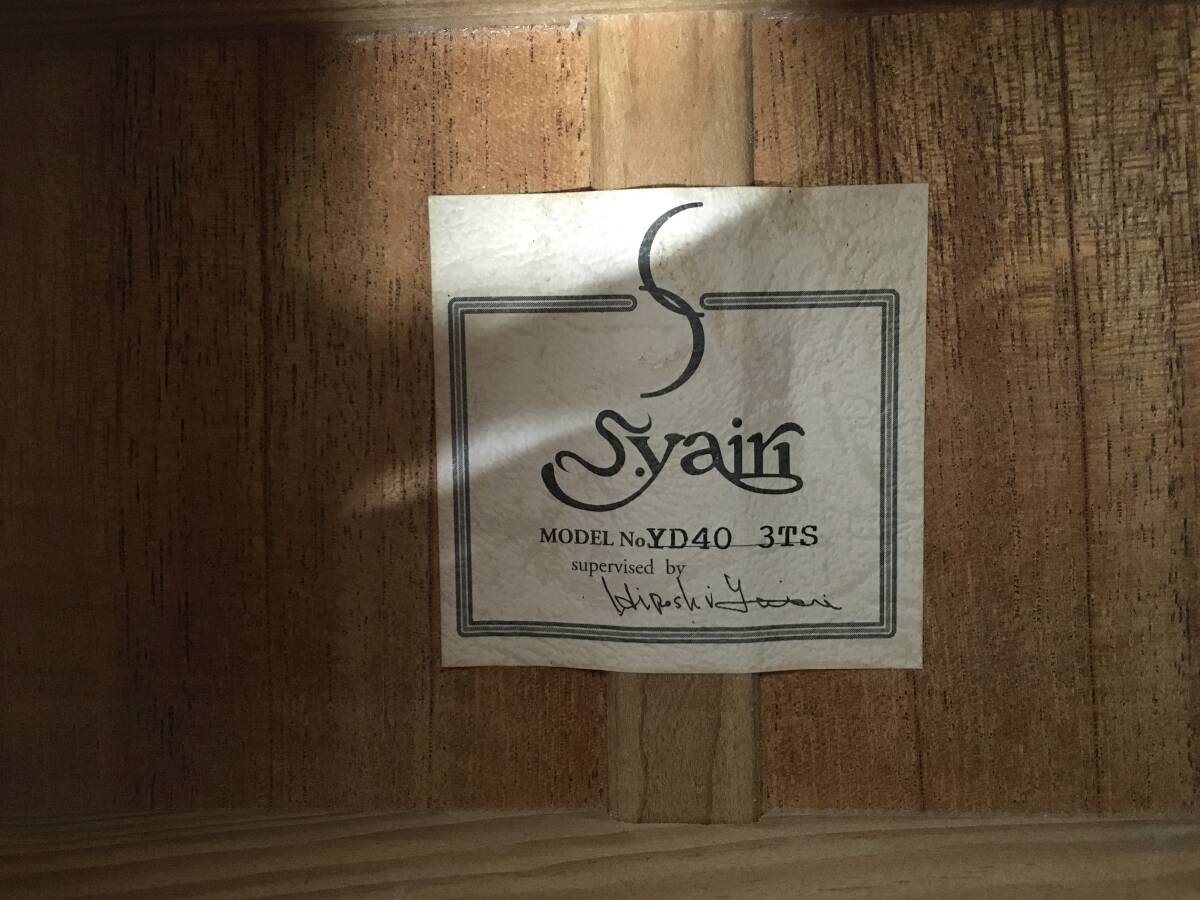 S.yairi
MODEL No. YD40 3TS
supervised by
Hiroshi Yairi